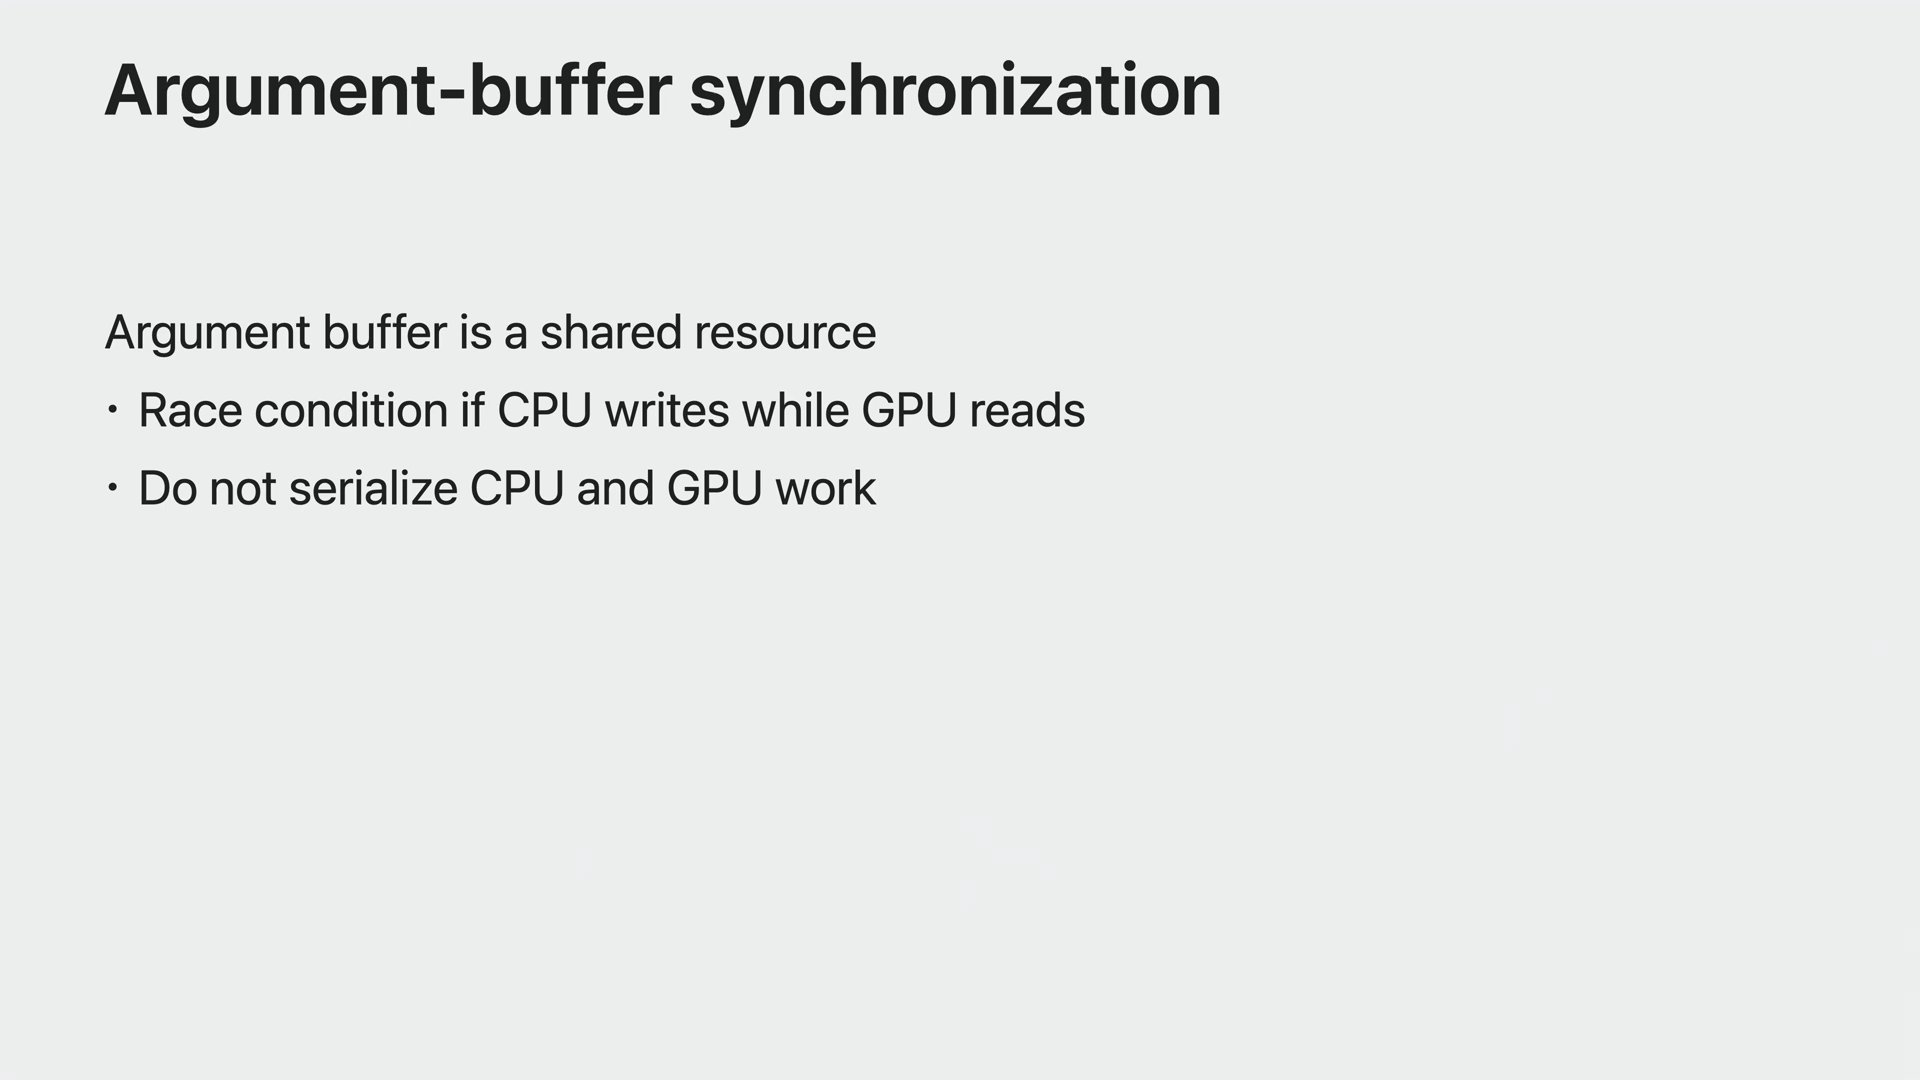 Argument-buffer synchronization
Argument buffer is a shared resource
• Race condition if CPU writes while GPU reads
• Do not serialize CPU and GPU work